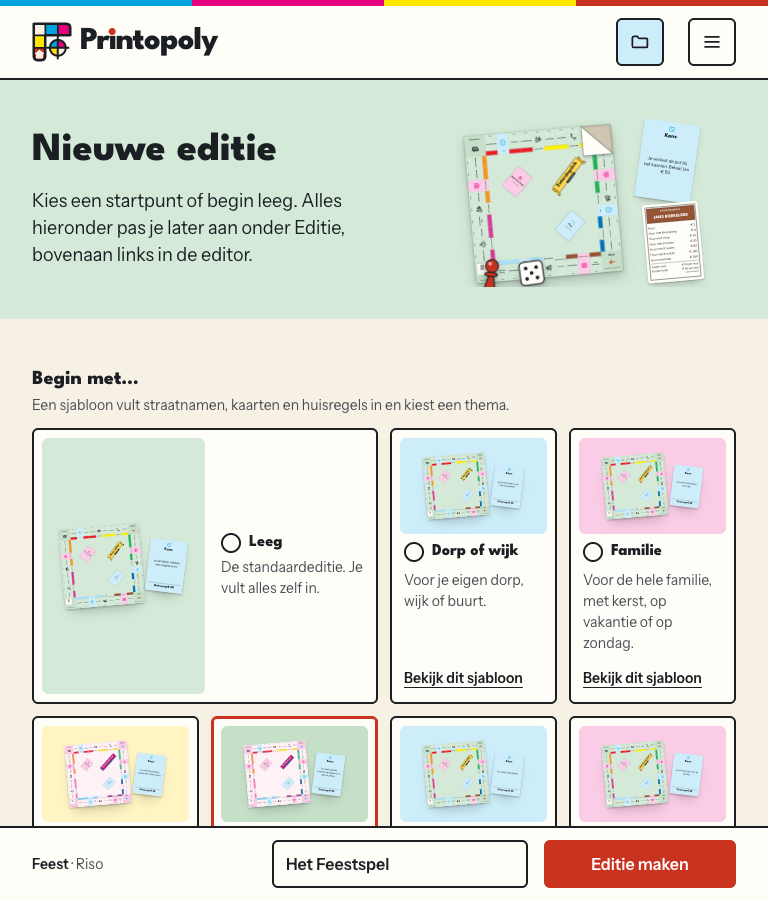 Printopoly
Nieuwe editie
Kies een startpunt of begin leeg. Alles
hieronder pas je later aan onder Editie,
bovenaan links in de editor.
Kans
Begin met...
Een sjabloon vult straatnamen, kaarten en huisregels in en kiest een thema.
Leeg
De standaardeditie. Je
vult alles zelf in.
Dorp of wijk
Voor je eigen dorp,
wijk of buurt.
Bekijk dit sjabloon
Familie
Voor de hele familie,
met kerst, op
vakantie of op
zondag.
Bekijk dit sjabloon
Feest · Riso
Het Feestspel
Editie maken